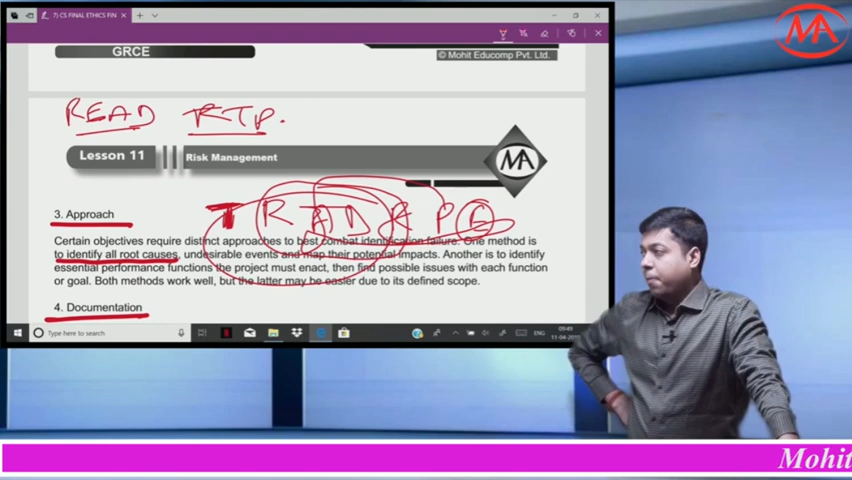 7) CS FINAL ETHICS FIN
MA
GRCE
© Mohit Educomp Pvt. Ltd.
READ RTP.
Lesson 11
Risk Management
MA
T R A D R P E
3. Approach
Certain objectives require distinct approaches to best combat identification failure. One method is
to identify all root causes, undesirable events and map their potential impacts. Another is to identify
essential performance functions the project must enact, then find possible issues with each function
or goal. Both methods work well, but the latter may be easier due to its defined scope.
4. Documentation
Type here to search
ENG
09:49
Mohit